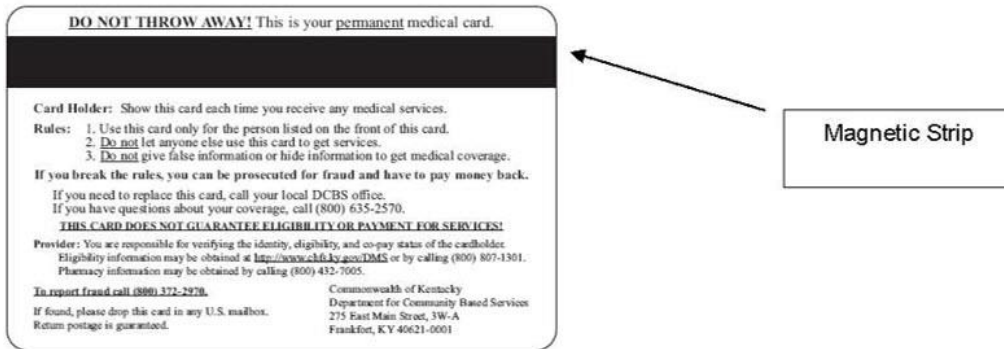 DO NOT THROW AWAY! This is your permanent medical card.
Magnetic Strip
Card Holder: Show this card each time you receive any medical services.
Rules: 1. Use this card only for the person listed on the front of this card.
2. Do not let anyone else use this card to get services.
3. Do not give false information or hide information to get medical coverage.
If you break the rules, you can be prosecuted for fraud and have to pay money back.
If you need to replace this card, call your local DCBS office.
If you have questions about your coverage, call (800) 635-2570.
THIS CARD DOES NOT GUARANTEE ELIGIBILITY OR PAYMENT FOR SERVICES!
Provider: You are responsible for verifying the identity, eligibility, and co-pay status of the cardholder.
Eligibility information may be obtained at http://www.chfs.ky.gov/DMS or by calling (800) 807-1301.
Pharmacy information may be obtained by calling (800) 432-7005.
To report fraud call (800) 372-2970.
If found, please drop this card in any U.S. mailbox.
Return postage is guaranteed.
Commonwealth of Kentucky
Department for Community Based Services
275 East Main Street, 3W-A
Frankfort, KY 40621-0001